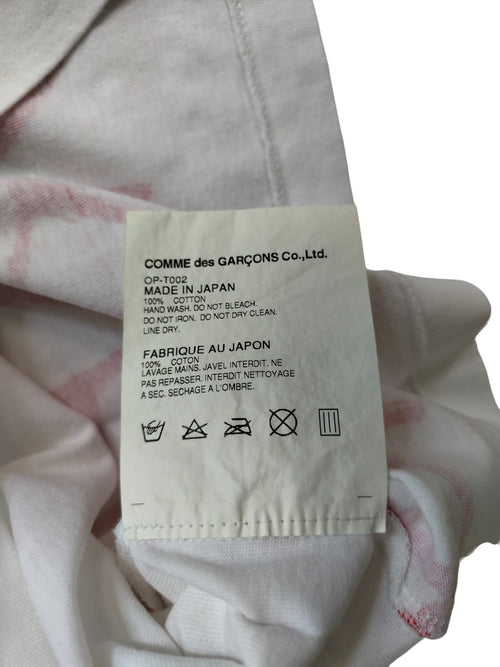 COMME des GARÇONS Co.,Ltd.
OP-T002
MADE IN JAPAN
100% COTTON
HAND WASH. DO NOT BLEACH.
DO NOT IRON. DO NOT DRY CLEAN.
LINE DRY.
FABRIQUE AU JAPON
100% COTON
LAVAGE MAINS. JAVEL INTERDIT. NE
PAS REPASSER. INTERDIT NETTOYAGE
A SEC. SECHAGE A L'OMBRE.